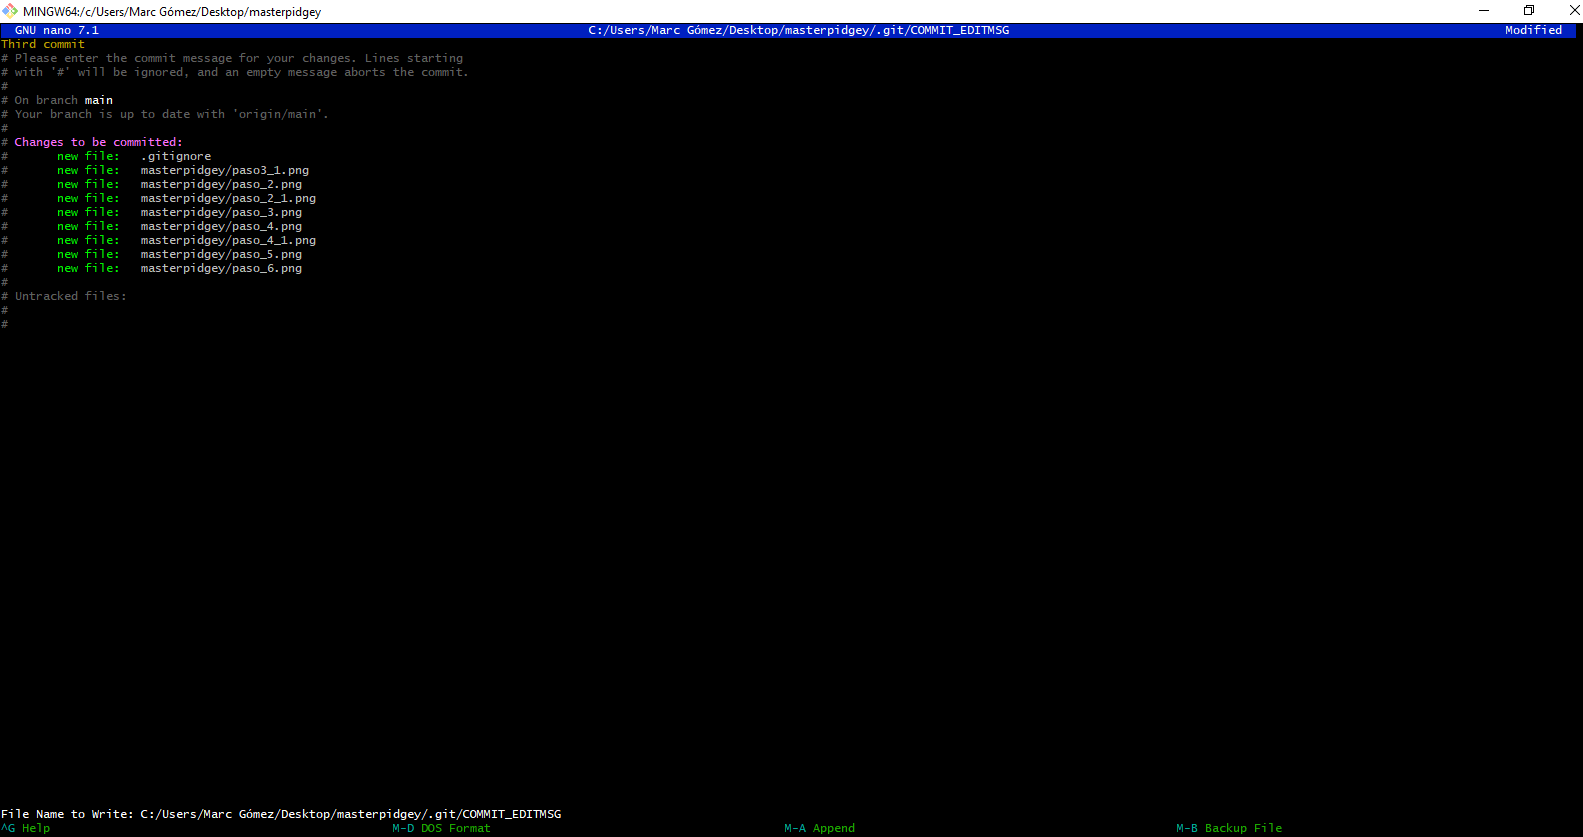 MINGW64:/c/Users/Marc Gómez/Desktop/masterpidgey
GNU nano 7.1 C:/Users/Marc Gómez/Desktop/masterpidgey/.git/COMMIT_EDITMSG Modified
Third commit
# Please enter the commit message for your changes. Lines starting
# with '#' will be ignored, and an empty message aborts the commit.
#
# On branch main
# Your branch is up to date with 'origin/main'.
#
# Changes to be committed:
#       new file:   .gitignore
#       new file:   masterpidgey/paso3_1.png
#       new file:   masterpidgey/paso_2.png
#       new file:   masterpidgey/paso_2_1.png
#       new file:   masterpidgey/paso_3.png
#       new file:   masterpidgey/paso_4.png
#       new file:   masterpidgey/paso_4_1.png
#       new file:   masterpidgey/paso_5.png
#       new file:   masterpidgey/paso_6.png
#
# Untracked files:
#
#
File Name to Write: C:/Users/Marc Gómez/Desktop/masterpidgey/.git/COMMIT_EDITMSG
^G Help M-D DOS Format M-A Append M-B Backup File